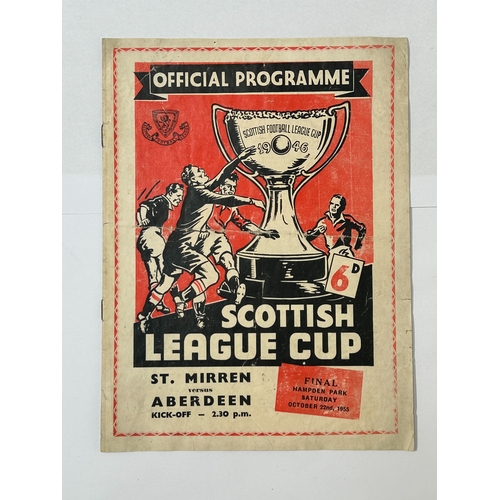 OFFICIAL PROGRAMME
SCOTTISH FOOTBALL LEAGUE CUP
1946
6D
SCOTTISH
LEAGUE CUP
ST. MIRREN
versus
ABERDEEN
KICK-OFF — 2.30 p.m.
FINAL
HAMPDEN PARK
SATURDAY
OCTOBER 22nd, 1955